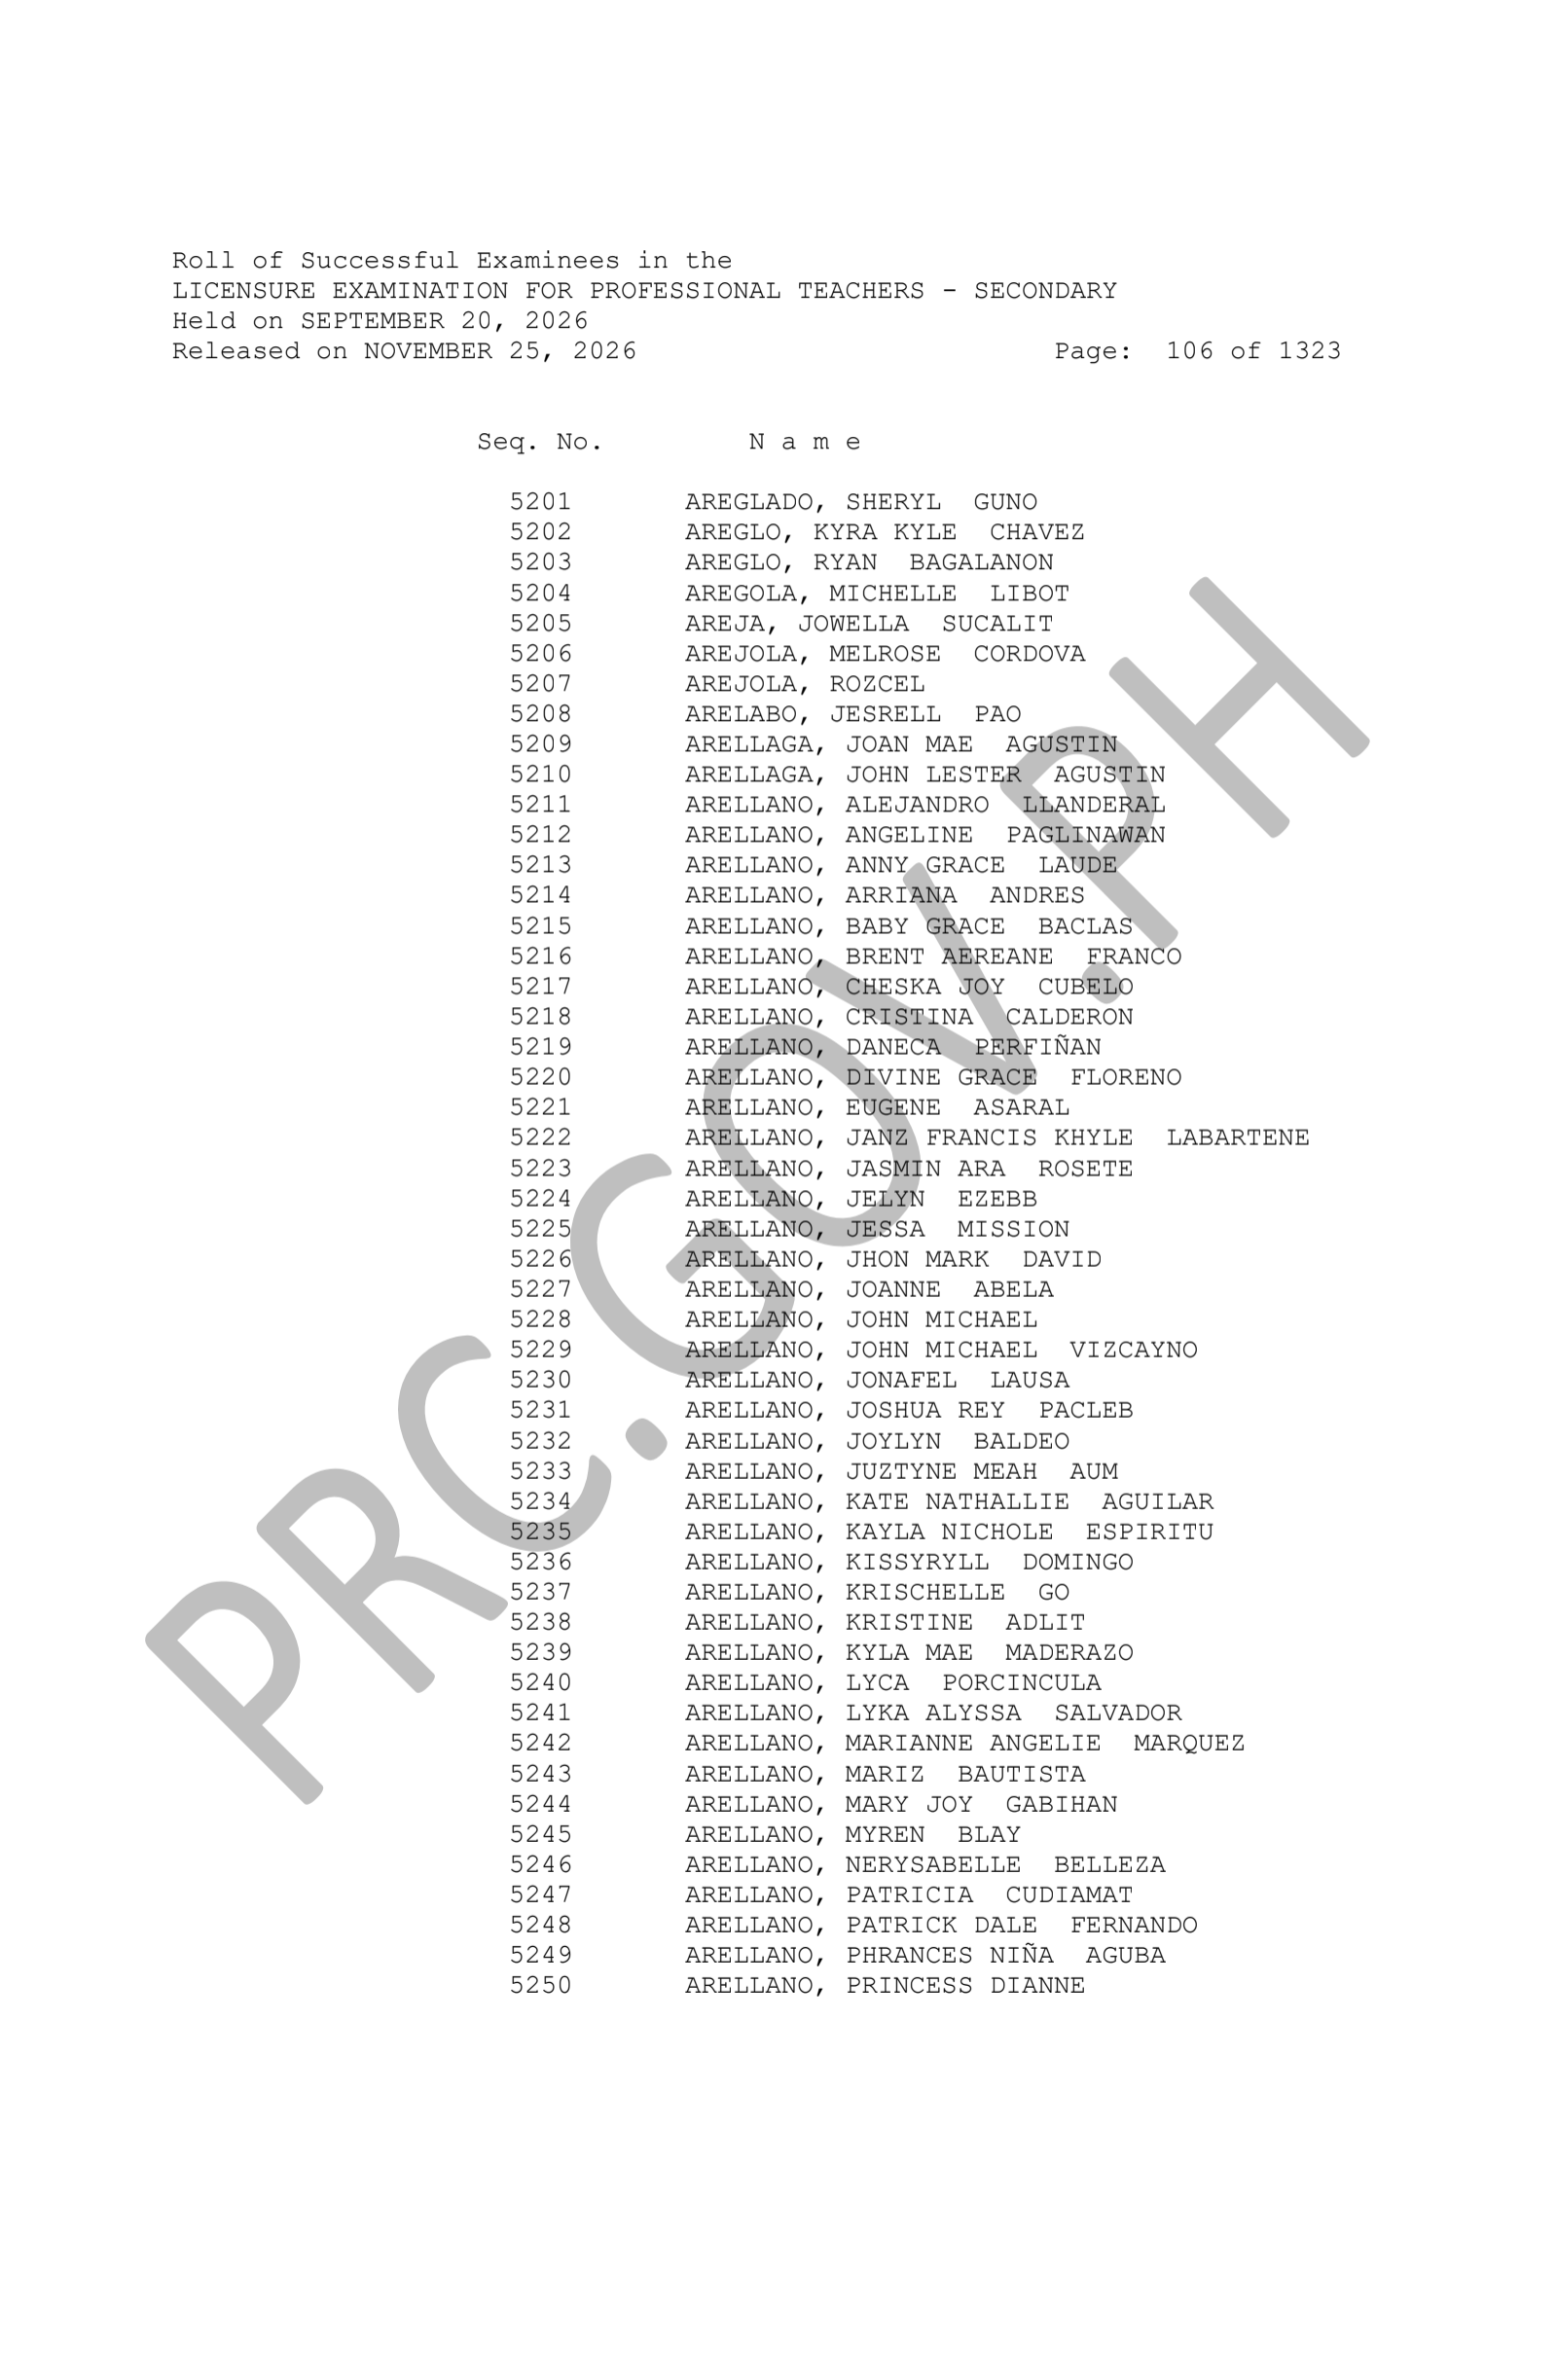 Roll of Successful Examinees in the
LICENSURE EXAMINATION FOR PROFESSIONAL TEACHERS - SECONDARY
Held on SEPTEMBER 20, 2026
Released on NOVEMBER 25, 2026 Page: 106 of 1323
Seq. No. N a m e
5201 AREGLADO, SHERYL GUNO
5202 AREGLO, KYRA KYLE CHAVEZ
5203 AREGLO, RYAN BAGALANON
5204 AREGOLA, MICHELLE LIBOT
5205 AREJA, JOWELLA SUCALIT
5206 AREJOLA, MELROSE CORDOVA
5207 AREJOLA, ROZCEL
5208 ARELABO, JESRELL PAO
5209 ARELLAGA, JOAN MAE AGUSTIN
5210 ARELLAGA, JOHN LESTER AGUSTIN
5211 ARELLANO, ALEJANDRO LLANDERAL
5212 ARELLANO, ANGELINE PAGLINAWAN
5213 ARELLANO, ANNY GRACE LAUDE
5214 ARELLANO, ARRIANA ANDRES
5215 ARELLANO, BABY GRACE BACLAS
5216 ARELLANO, BRENT AEREANE FRANCO
5217 ARELLANO, CHESKA JOY CUBELO
5218 ARELLANO, CRISTINA CALDERON
5219 ARELLANO, DANECA PERFIÑAN
5220 ARELLANO, DIVINE GRACE FLORENO
5221 ARELLANO, EUGENE ASARAL
5222 ARELLANO, JANZ FRANCIS KHYLE LABARTENE
5223 ARELLANO, JASMIN ARA ROSETE
5224 ARELLANO, JELYN EZEBB
5225 ARELLANO, JESSA MISSION
5226 ARELLANO, JHON MARK DAVID
5227 ARELLANO, JOANNE ABELA
5228 ARELLANO, JOHN MICHAEL
5229 ARELLANO, JOHN MICHAEL VIZCAYNO
5230 ARELLANO, JONAFEL LAUSA
5231 ARELLANO, JOSHUA REY PACLEB
5232 ARELLANO, JOYLYN BALDEO
5233 ARELLANO, JUZTYNE MEAH AUM
5234 ARELLANO, KATE NATHALLIE AGUILAR
5235 ARELLANO, KAYLA NICHOLE ESPIRITU
5236 ARELLANO, KISSYRYLL DOMINGO
5237 ARELLANO, KRISCHELLE GO
5238 ARELLANO, KRISTINE ADLIT
5239 ARELLANO, KYLA MAE MADERAZO
5240 ARELLANO, LYCA PORCINCULA
5241 ARELLANO, LYKA ALYSSA SALVADOR
5242 ARELLANO, MARIANNE ANGELIE MARQUEZ
5243 ARELLANO, MARIZ BAUTISTA
5244 ARELLANO, MARY JOY GABIHAN
5245 ARELLANO, MYREN BLAY
5246 ARELLANO, NERYSABELLE BELLEZA
5247 ARELLANO, PATRICIA CUDIAMAT
5248 ARELLANO, PATRICK DALE FERNANDO
5249 ARELLANO, PHRANCES NIÑA AGUBA
5250 ARELLANO, PRINCESS DIANNE
PRC.GOV.PH